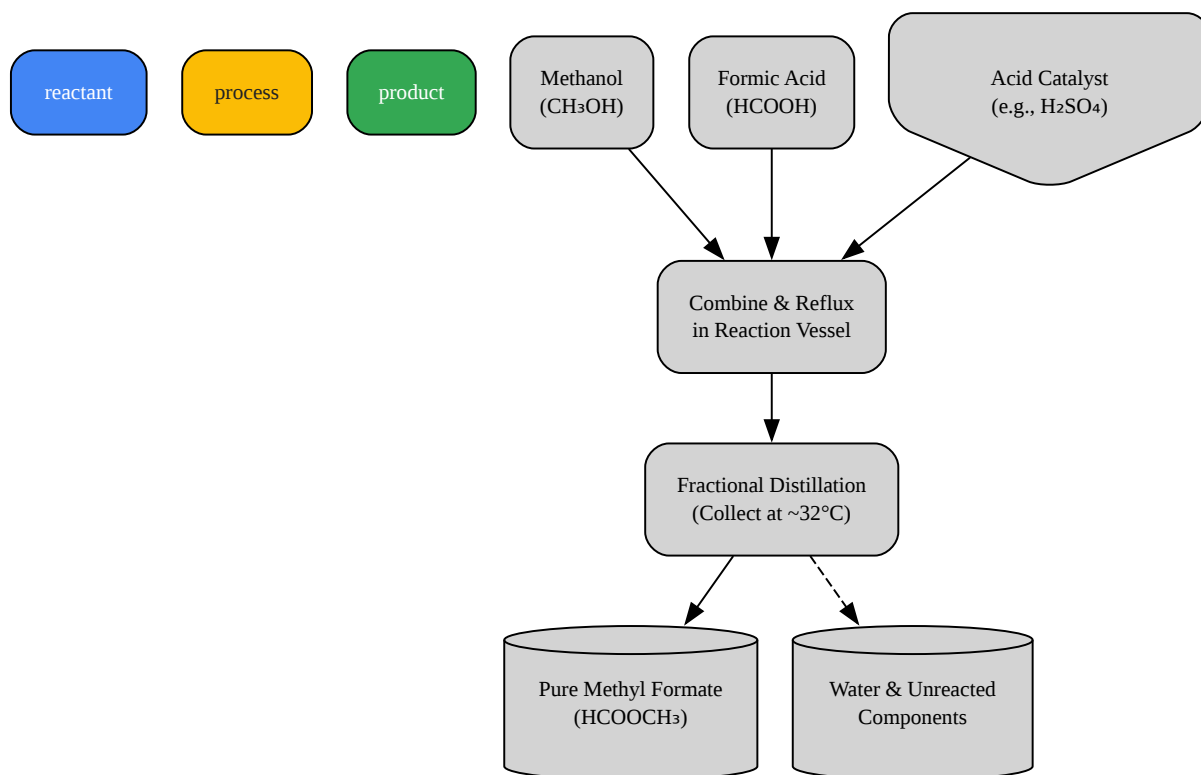 reactant
process
product
Methanol
(CH₃OH)
Formic Acid
(HCOOH)
Acid Catalyst
(e.g., H₂SO₄)
Combine & Reflux
in Reaction Vessel
Fractional Distillation
(Collect at ~32°C)
Pure Methyl Formate
(HCOOCH₃)
Water & Unreacted
Components